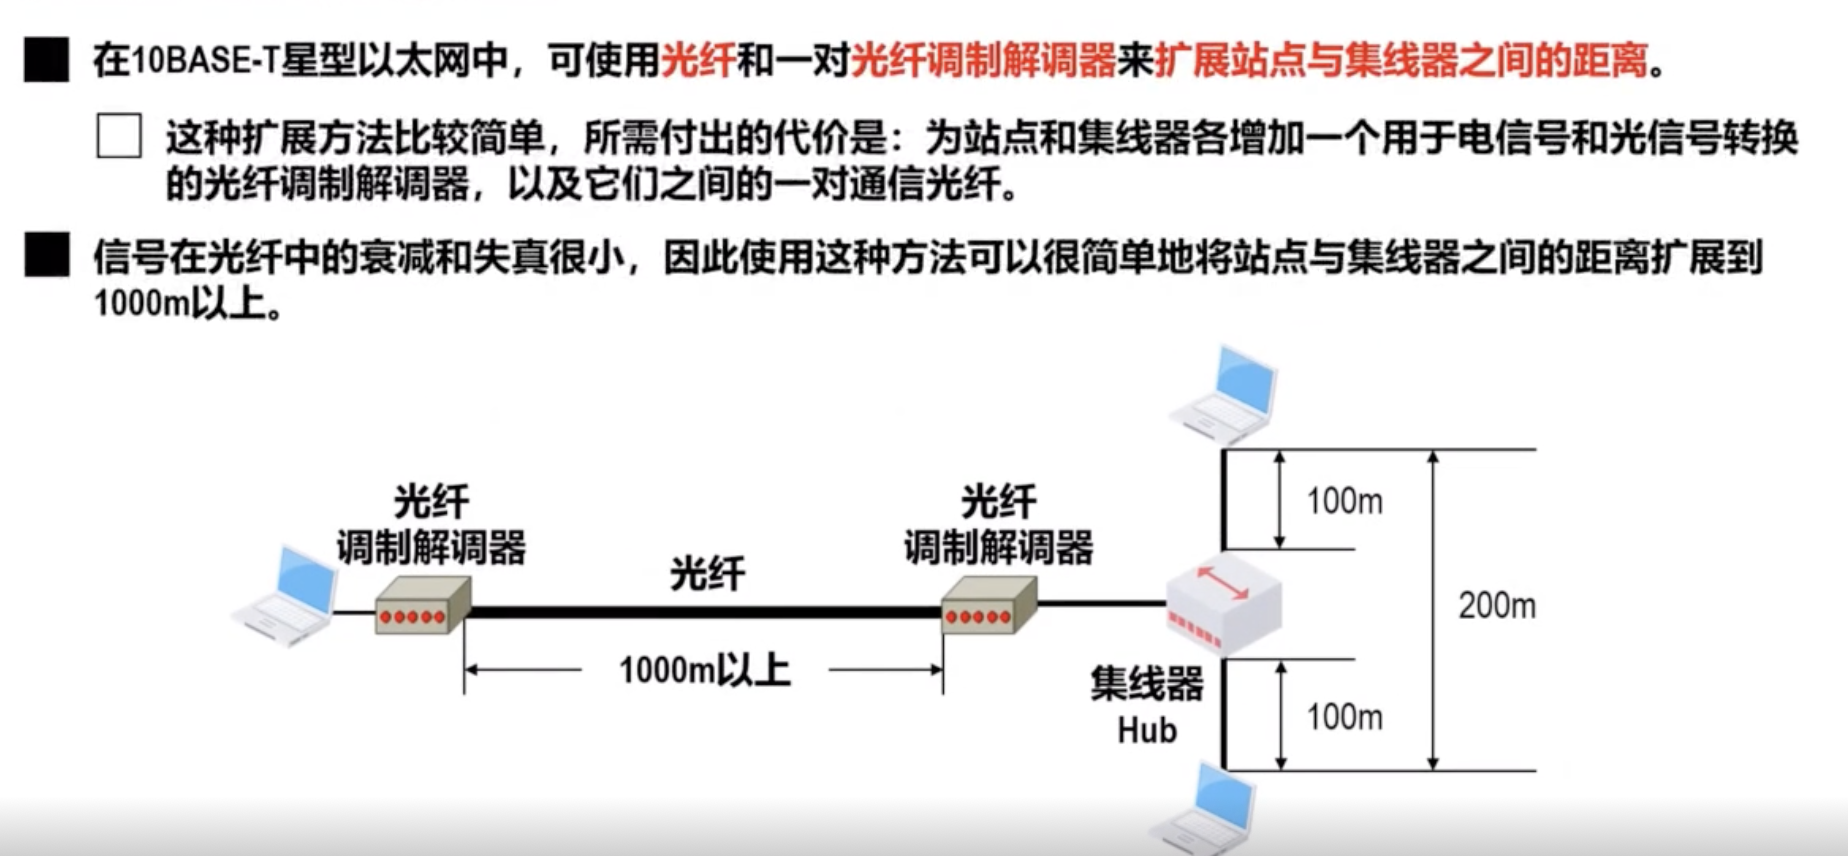 在10BASE-T星型以太网中，可使用光纤和一对光纤调制解调器来扩展站点与集线器之间的距离。
这种扩展方法比较简单，所需付出的代价是：为站点和集线器各增加一个用于电信号和光信号转换
的光纤调制解调器，以及它们之间的一对通信光纤。
信号在光纤中的衰减和失真很小，因此使用这种方法可以很简单地将站点与集线器之间的距离扩展到
1000m以上。
光纤
调制解调器
光纤
光纤
调制解调器
1000m以上
集线器
Hub
100m
200m
100m